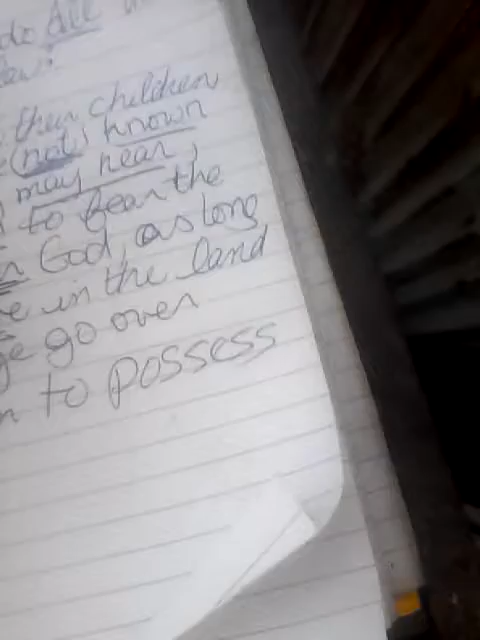 do All
their children
(not) known
may hear,
to fear the
God, as long
in the land
go over
to possess